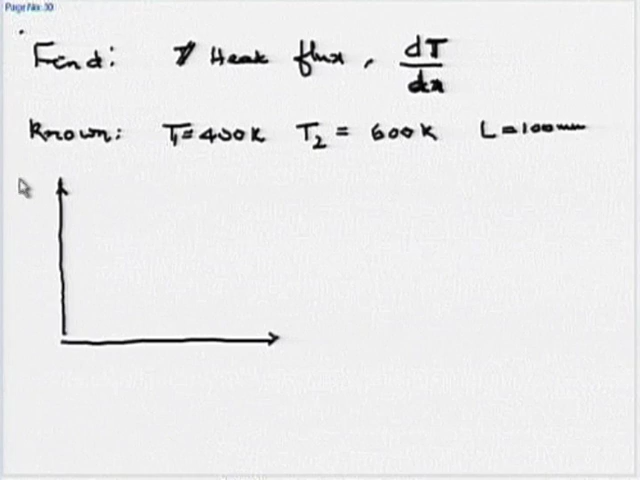 Page No: 30
Find: Heat flux, dT/dx
Known: T1 = 400K T2 = 600K L = 100mm